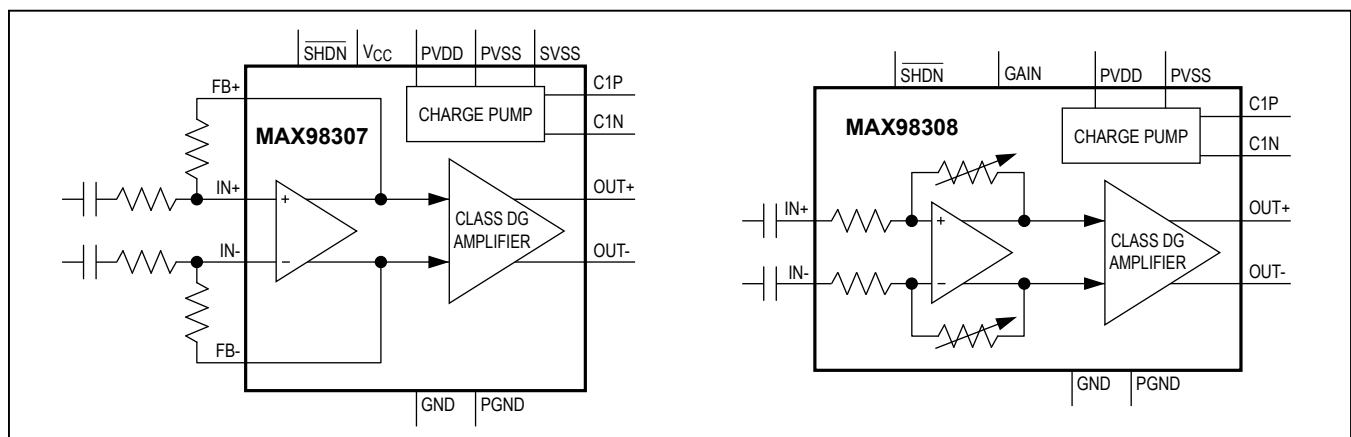 SHDN
VCC
PVDD
PVSS
SVSS
FB+
C1P
CHARGE PUMP
C1N
MAX98307
IN+
OUT+
CLASS DG
AMPLIFIER
IN-
OUT-
FB-
GND
PGND
SHDN
GAIN
PVDD
PVSS
C1P
CHARGE PUMP
C1N
MAX98308
IN+
OUT+
CLASS DG
AMPLIFIER
IN-
OUT-
GND
PGND
+
−
+
−